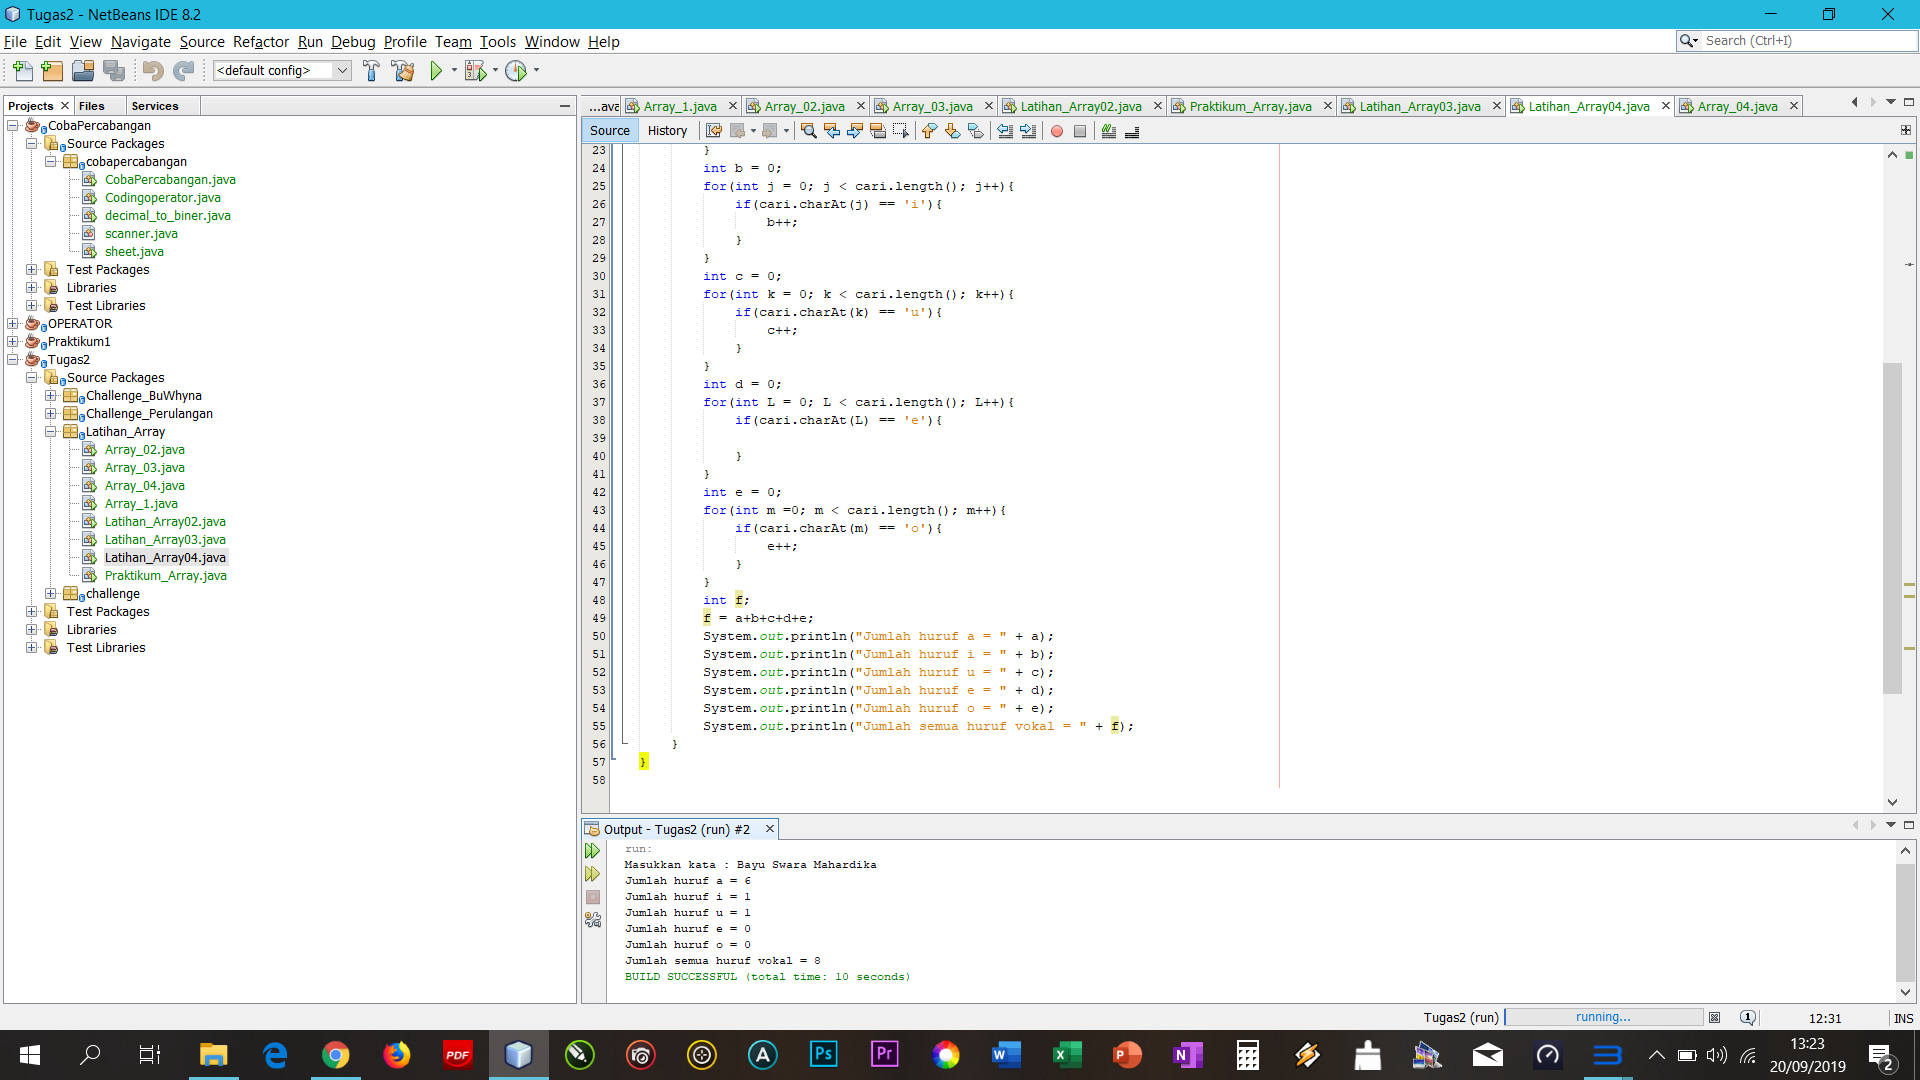 Tugas2 - NetBeans IDE 8.2
File Edit View Navigate Source Refactor Run Debug Profile Team Tools Window Help
Search (Ctrl+I)
<default config>
Projects Files Services
CobaPercabangan
Source Packages
cobapercabangan
CobaPercabangan.java
Codingoperator.java
decimal_to_biner.java
scanner.java
sheet.java
Test Packages
Libraries
Test Libraries
OPERATOR
Praktikum1
Tugas2
Source Packages
Challenge_BuWhyna
Challenge_Perulangan
Latihan_Array
Array_02.java
Array_03.java
Array_04.java
Array_1.java
Latihan_Array02.java
Latihan_Array03.java
Latihan_Array04.java
Praktikum_Array.java
challenge
Test Packages
Libraries
Test Libraries
...ava Array_1.java Array_02.java Array_03.java Latihan_Array02.java Praktikum_Array.java Latihan_Array03.java Latihan_Array04.java Array_04.java
Source History
23 }
24 int b = 0;
25 for(int j = 0; j < cari.length(); j++){
26 if(cari.charAt(j) == 'i'){
27 b++;
28 }
29 }
30 int c = 0;
31 for(int k = 0; k < cari.length(); k++){
32 if(cari.charAt(k) == 'u'){
33 c++;
34 }
35 }
36 int d = 0;
37 for(int L = 0; L < cari.length(); L++){
38 if(cari.charAt(L) == 'e'){
39
40 }
41 }
42 int e = 0;
43 for(int m =0; m < cari.length(); m++){
44 if(cari.charAt(m) == 'o'){
45 e++;
46 }
47 }
48 int f;
49 f = a+b+c+d+e;
50 System.out.println("Jumlah huruf a = " + a);
51 System.out.println("Jumlah huruf i = " + b);
52 System.out.println("Jumlah huruf u = " + c);
53 System.out.println("Jumlah huruf e = " + d);
54 System.out.println("Jumlah huruf o = " + e);
55 System.out.println("Jumlah semua huruf vokal = " + f);
56 }
57 }
58
Output - Tugas2 (run) #2
run:
Masukkan kata : Bayu Swara Mahardika
Jumlah huruf a = 6
Jumlah huruf i = 1
Jumlah huruf u = 1
Jumlah huruf e = 0
Jumlah huruf o = 0
Jumlah semua huruf vokal = 8
BUILD SUCCESSFUL (total time: 10 seconds)
Tugas2 (run) running... 1 12:31 INS
PDF Ps Pr W X P N
13:23
20/09/2019
2